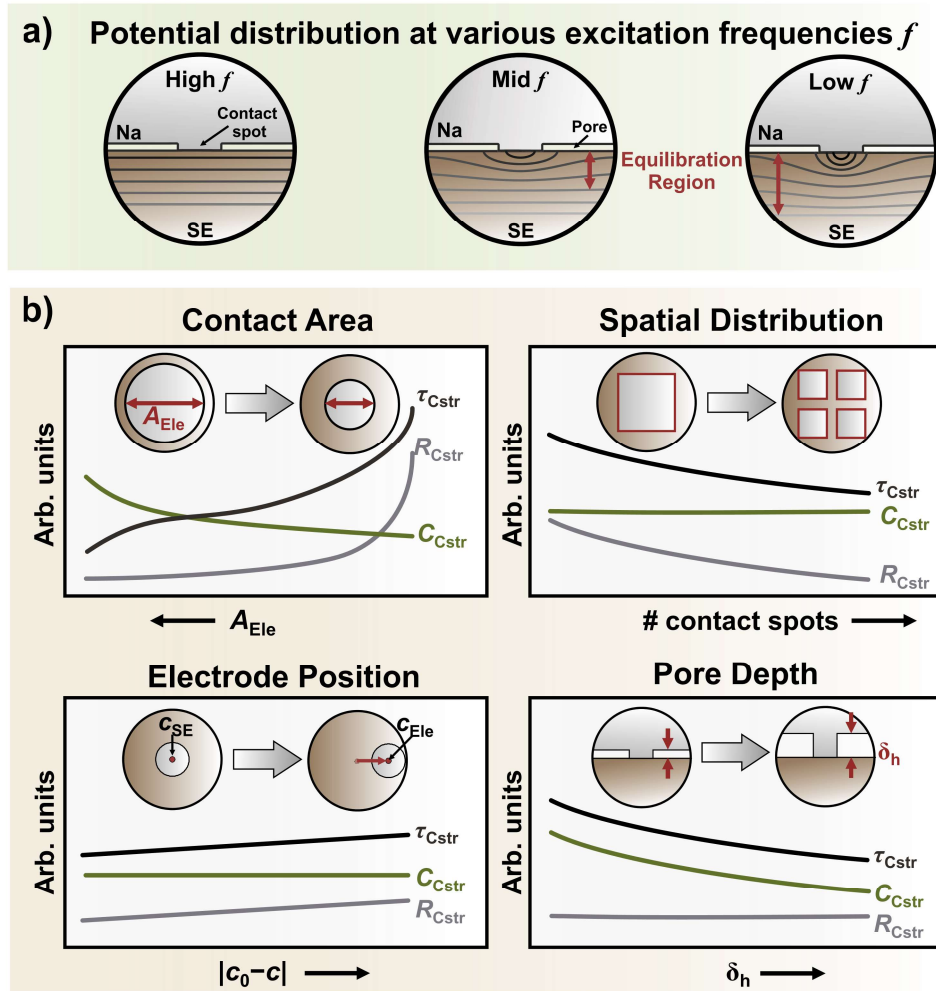 a) Potential distribution at various excitation frequencies f
High f
Contact
spot
Na
SE
Mid f
Na
Pore
SE
Equilibration
Region
Low f
Na
SE
b)
Contact Area
Arb. units
A_Ele
τ_Cstr
R_Cstr
C_Cstr
← A_Ele
Spatial Distribution
Arb. units
τ_Cstr
C_Cstr
R_Cstr
# contact spots →
Electrode Position
Arb. units
c_SE
c_Ele
τ_Cstr
C_Cstr
R_Cstr
|c₀−c| →
Pore Depth
Arb. units
δ_h
τ_Cstr
C_Cstr
R_Cstr
δ_h →